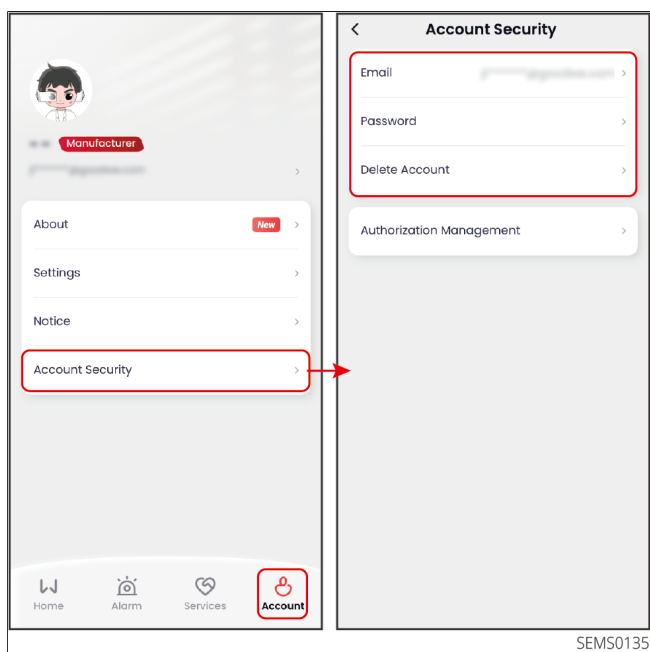 Manufacturer
About
New
Settings
Notice
Account Security
Home
Alarm
Services
Account
Account Security
Email
Password
Delete Account
Authorization Management
SEMS0135